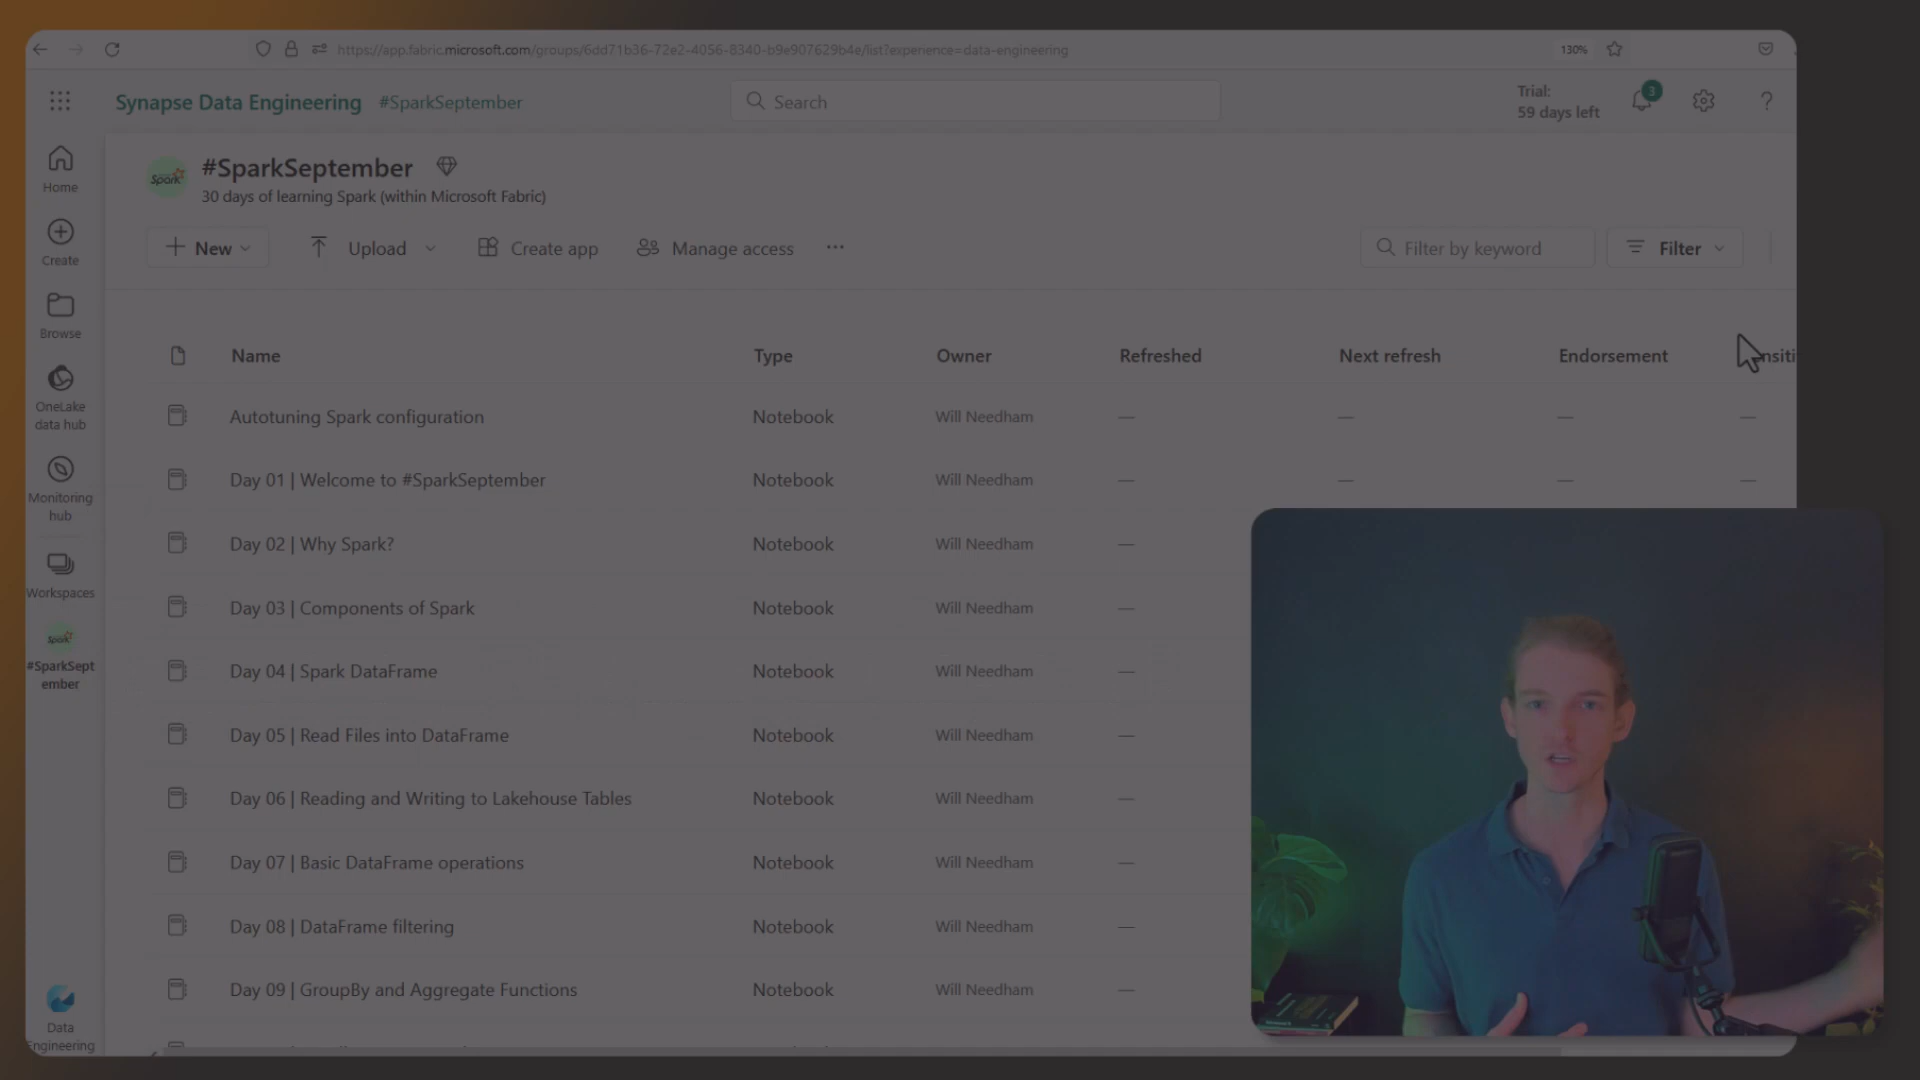 https://app.fabric.microsoft.com/groups/6dd71b36-72e2-4056-8340-b9e907629b4e/list?experience=data-engineering
130%
Synapse Data Engineering #SparkSeptember
Search
Trial:
59 days left
3
?
Home
Create
Browse
OneLake
data hub
Monitoring
hub
Workspaces
Spark
#SparkSept
ember
Data
Engineering
Spark
#SparkSeptember
30 days of learning Spark (within Microsoft Fabric)
New Upload Create app Manage access ...
Filter by keyword Filter
Name Type Owner Refreshed Next refresh Endorsement
Autotuning Spark configuration Notebook Will Needham — — — —
Day 01 | Welcome to #SparkSeptember Notebook Will Needham — — — —
Day 02 | Why Spark? Notebook Will Needham —
Day 03 | Components of Spark Notebook Will Needham —
Day 04 | Spark DataFrame Notebook Will Needham —
Day 05 | Read Files into DataFrame Notebook Will Needham —
Day 06 | Reading and Writing to Lakehouse Tables Notebook Will Needham —
Day 07 | Basic DataFrame operations Notebook Will Needham —
Day 08 | DataFrame filtering Notebook Will Needham —
Day 09 | GroupBy and Aggregate Functions Notebook Will Needham —